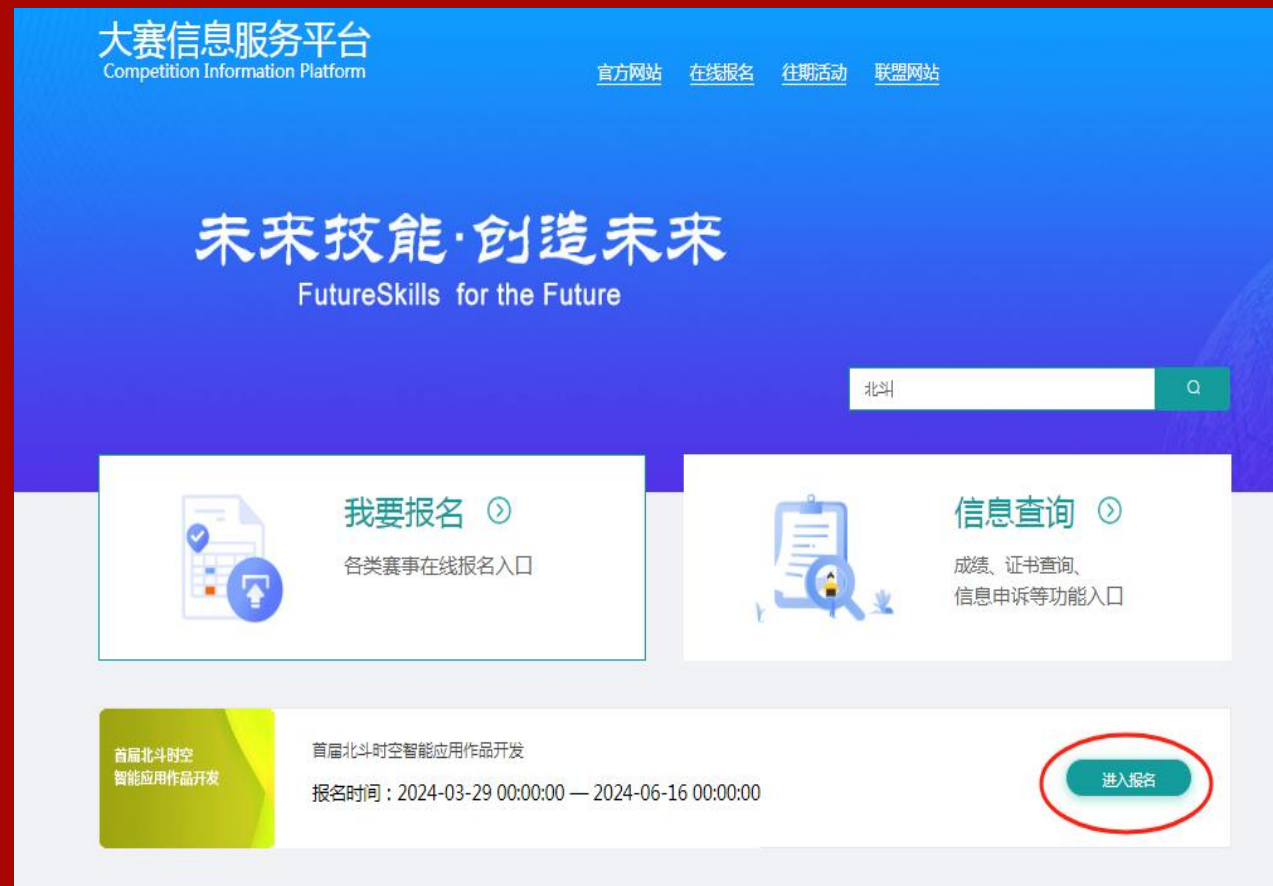 大赛信息服务平台
Competition Information Platform
官方网站 在线报名 往期活动 联盟网站
未来技能·创造未来
FutureSkills for the Future
北斗
我要报名
各类赛事在线报名入口
信息查询
成绩、证书查询、
信息申诉等功能入口
首届北斗时空
智能应用作品开发
首届北斗时空智能应用作品开发
报名时间：2024-03-29 00:00:00 — 2024-06-16 00:00:00
进入报名